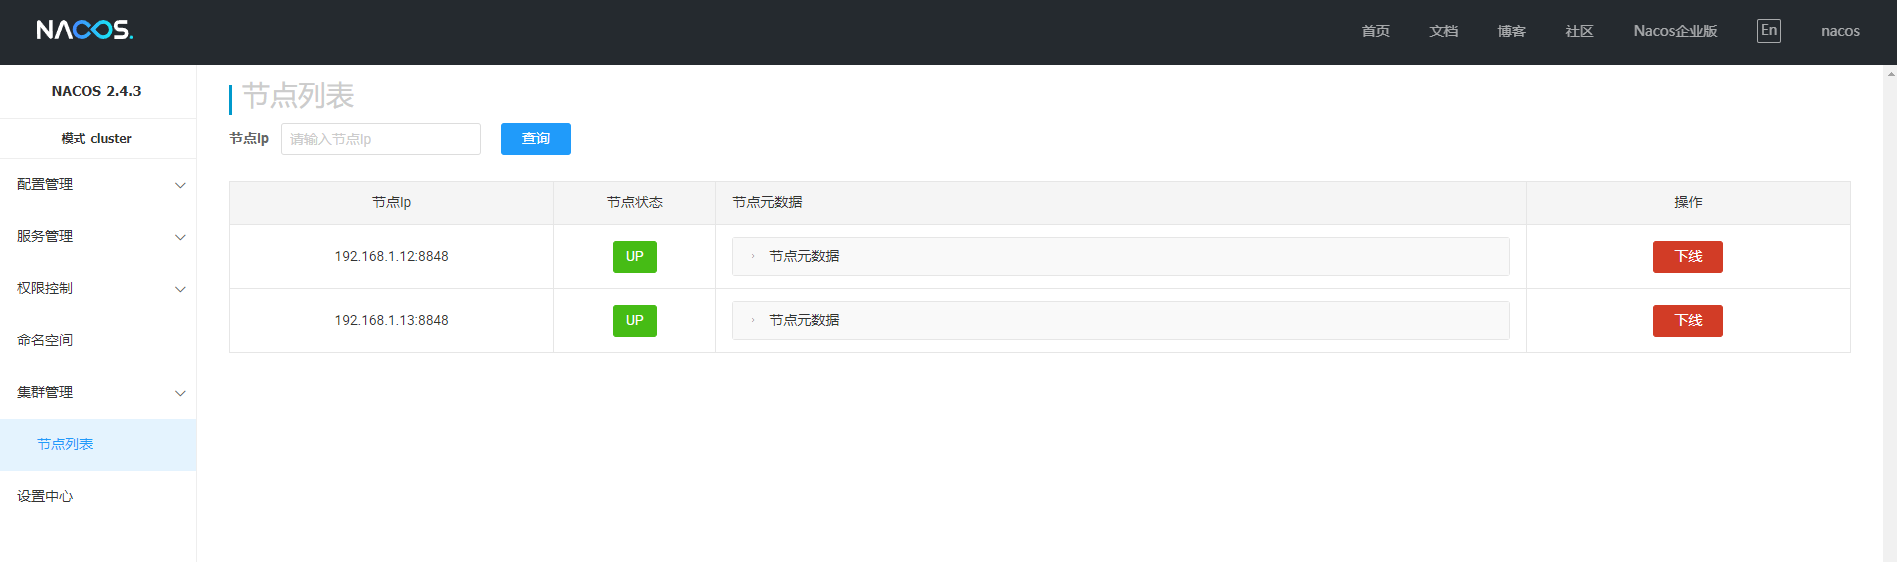 NACOS.
首页 文档 博客 社区 Nacos企业版 En nacos
NACOS 2.4.3
模式 cluster
配置管理
服务管理
权限控制
命名空间
集群管理
节点列表
设置中心
节点列表
节点Ip 请输入节点Ip 查询
节点Ip 节点状态 节点元数据 操作
192.168.1.12:8848 UP 节点元数据 下线
192.168.1.13:8848 UP 节点元数据 下线